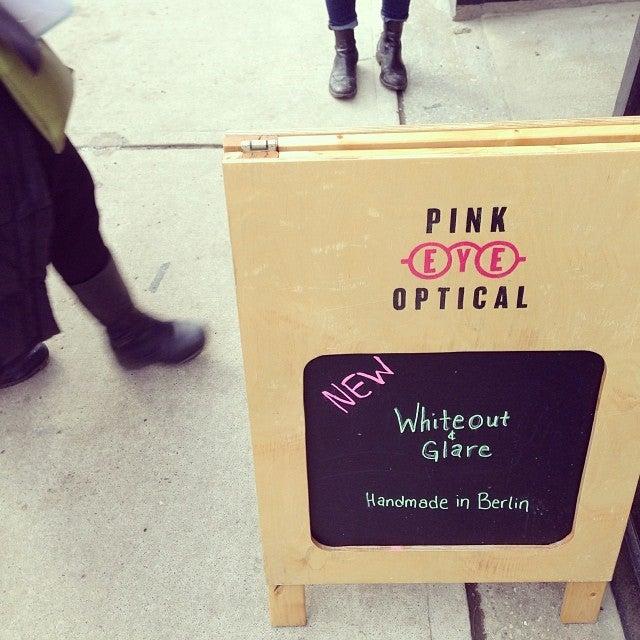 PINK
EYE
OPTICAL
NEW
Whiteout
&
Glare
Handmade in Berlin